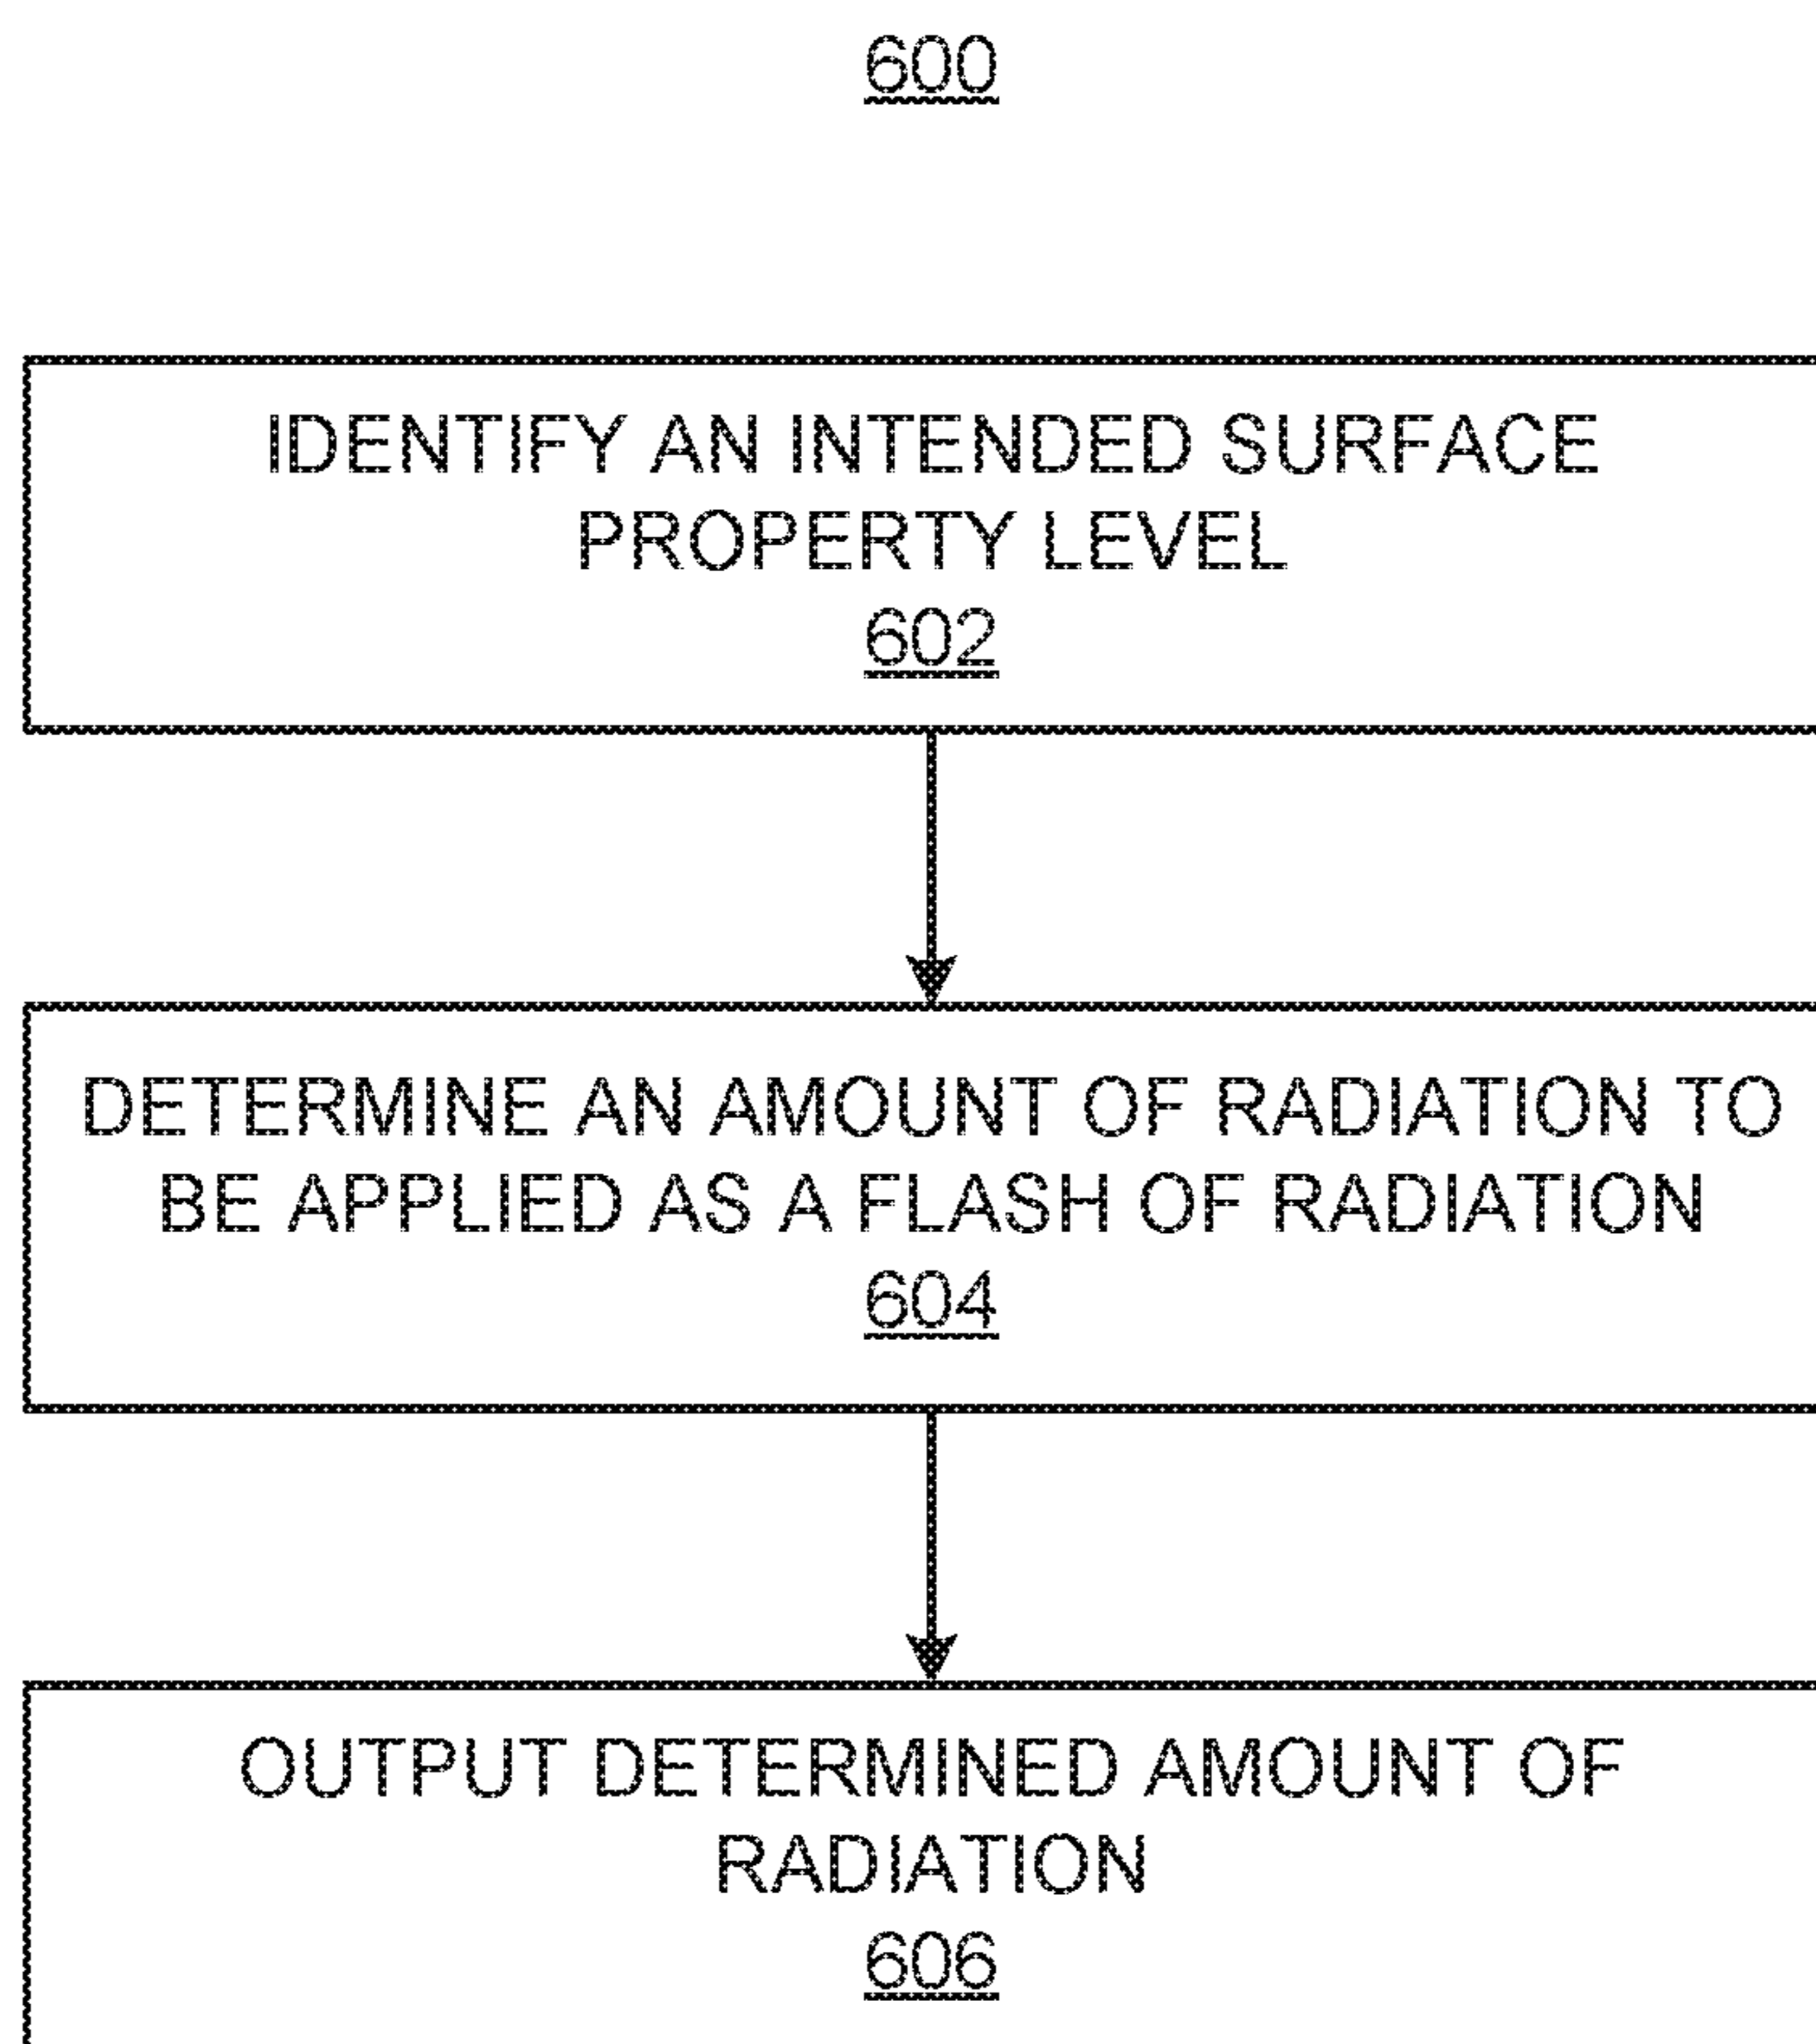 600
IDENTIFY AN INTENDED SURFACE
PROPERTY LEVEL
602
DETERMINE AN AMOUNT OF RADIATION TO
BE APPLIED AS A FLASH OF RADIATION
604
OUTPUT DETERMINED AMOUNT OF
RADIATION
606